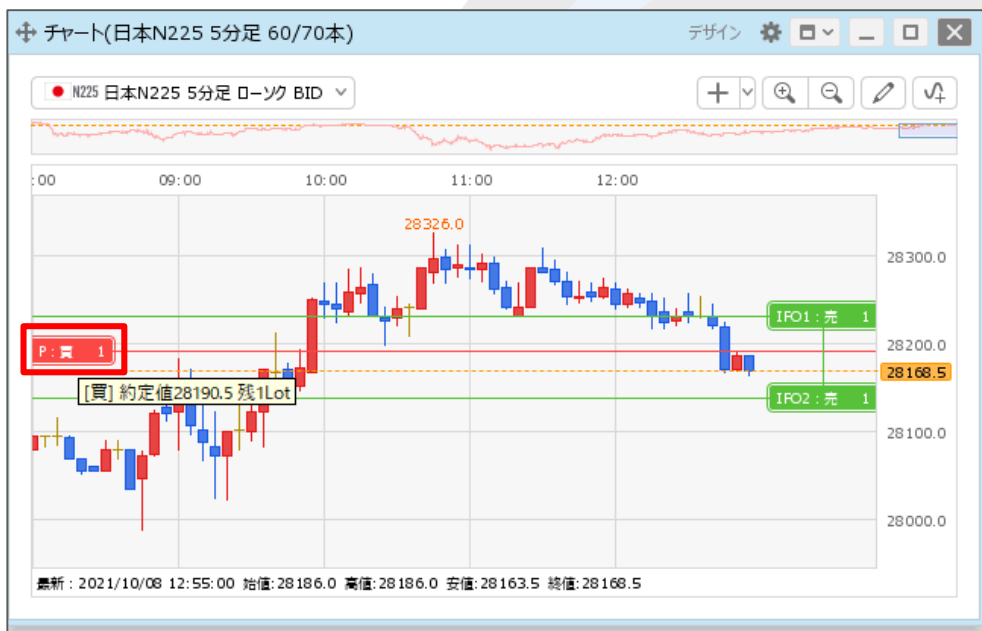 チャート(日本N225 5分足 60/70本)
デザイン
N225 日本N225 5分足 ローソク BID
:00 09:00 10:00 11:00 12:00
28326.0
28300.0
IFO1:売 1
P:買 1
28200.0
28168.5
[買] 約定値28190.5 残1Lot
IFO2:売 1
28100.0
28000.0
最新:2021/10/08 12:55:00 始値:28186.0 高値:28186.0 安値:28163.5 終値:28168.5